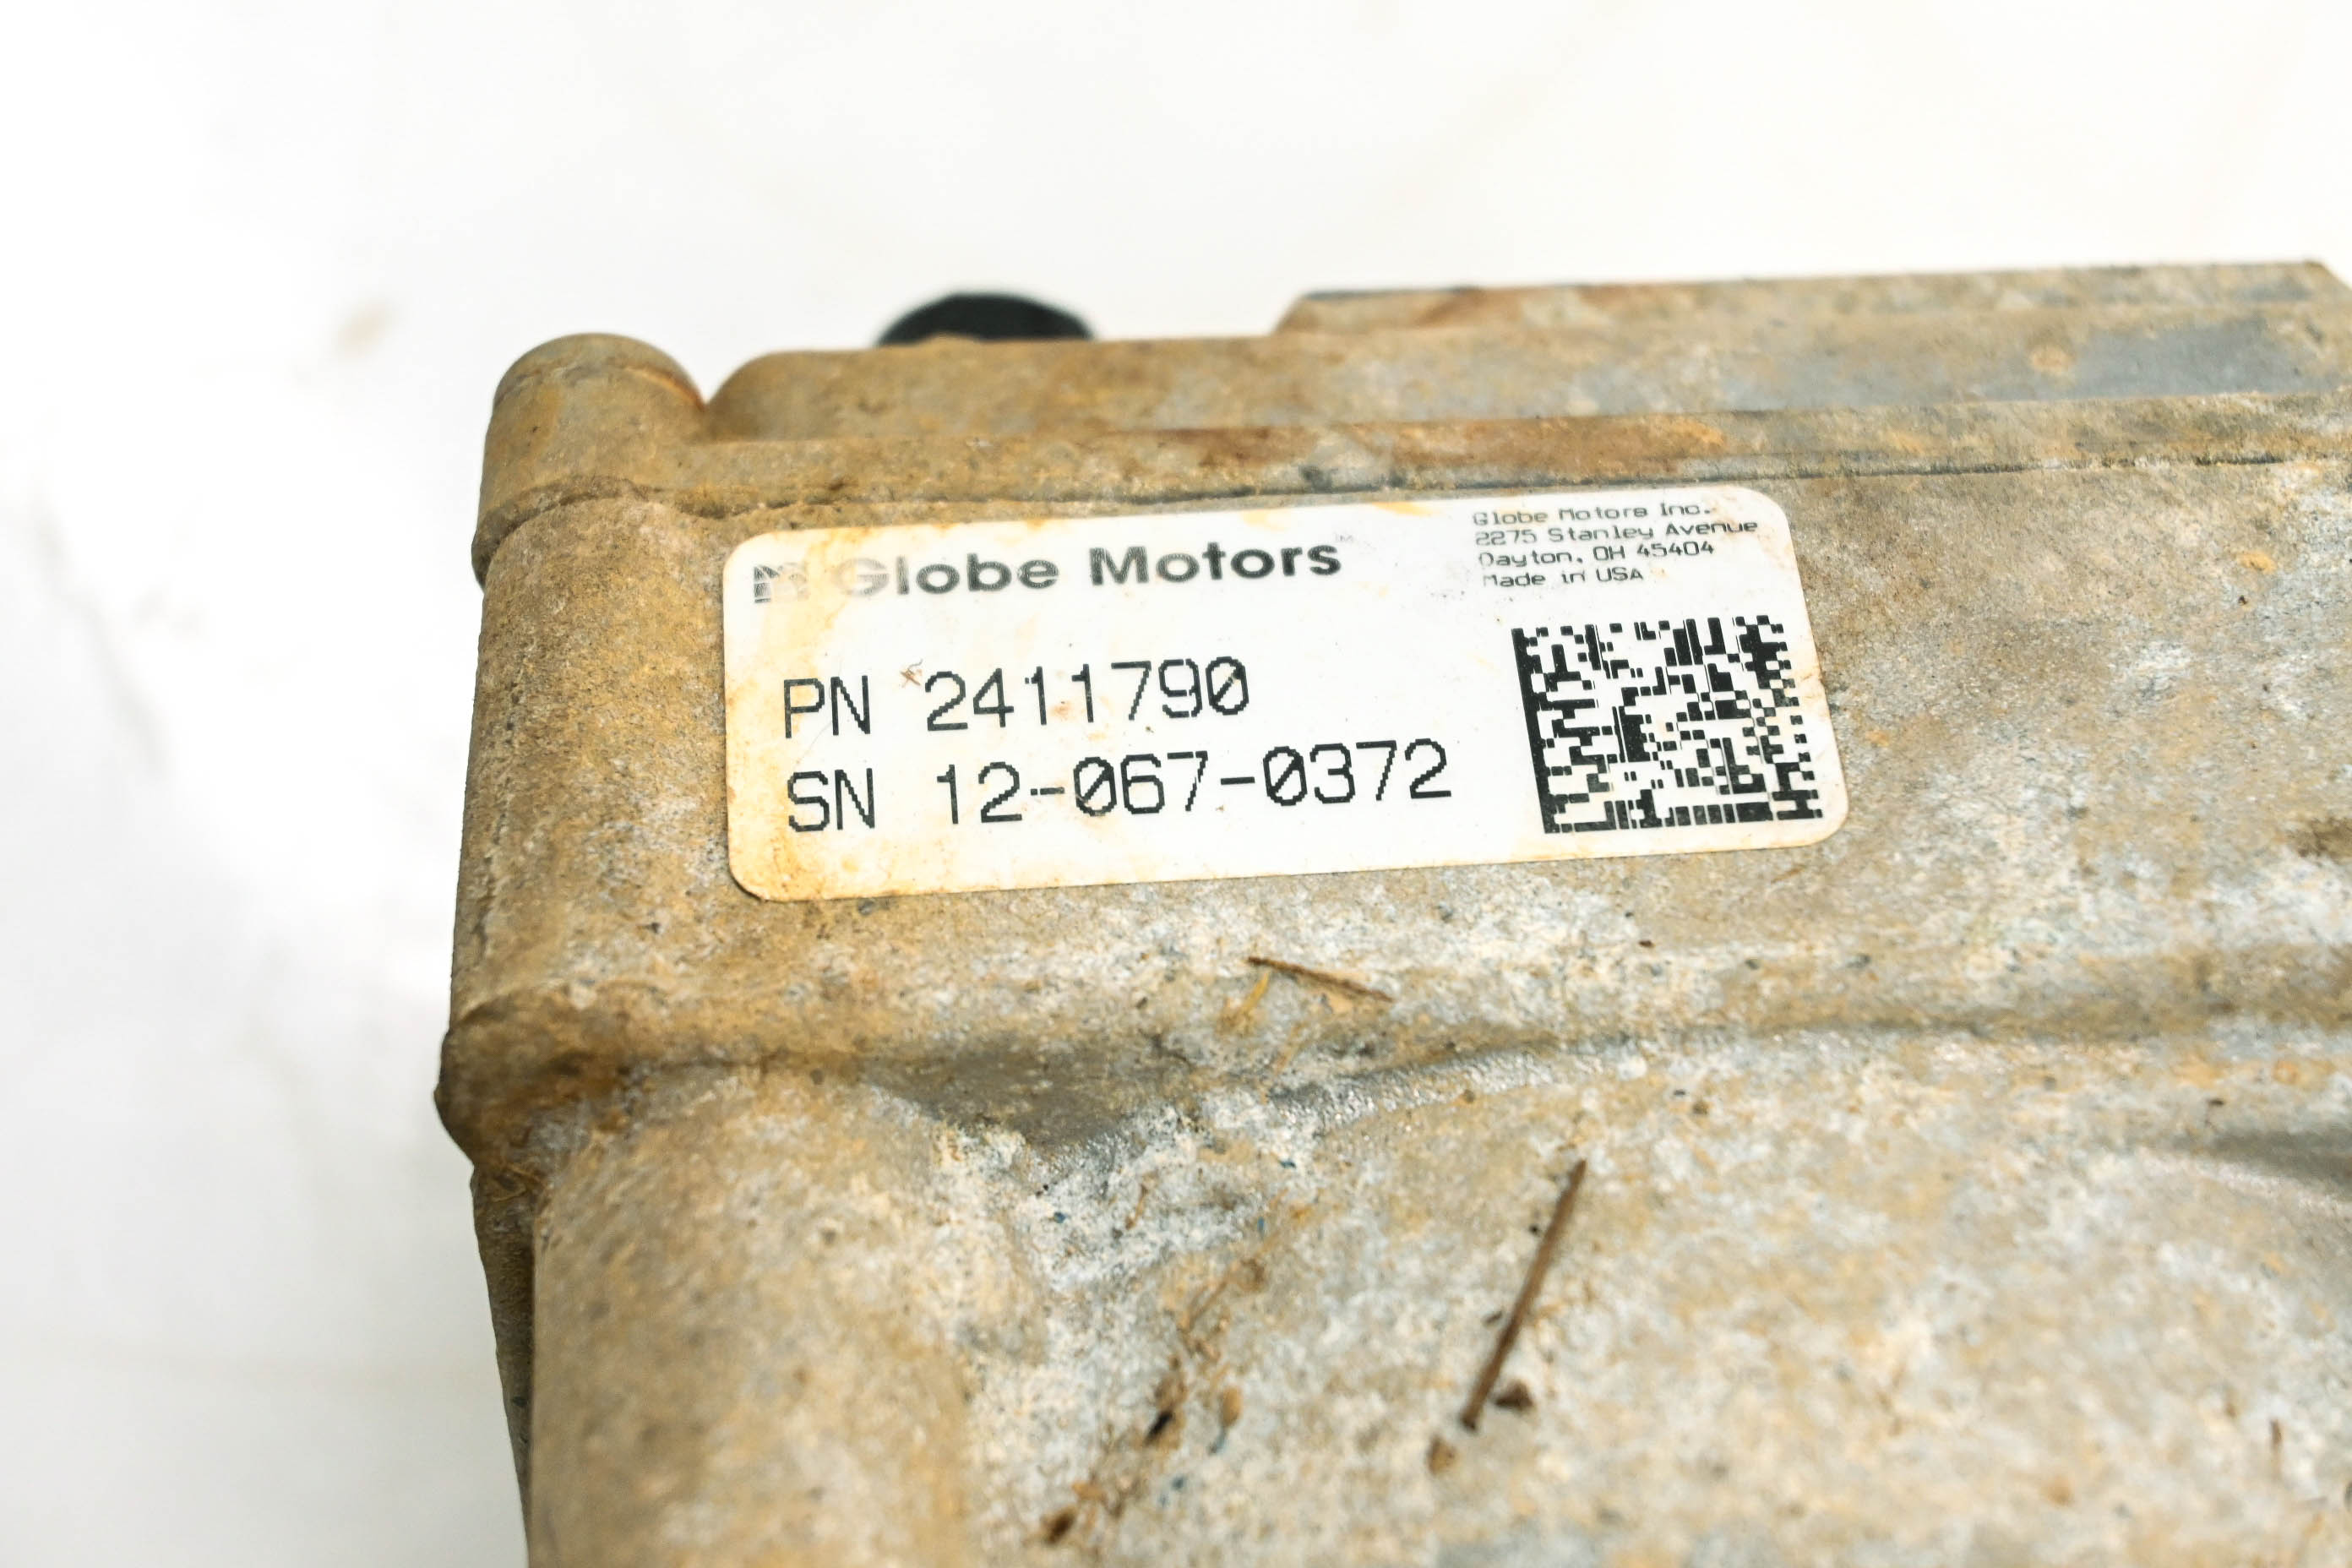 Globe Motors™
Globe Motors Inc.
2275 Stanley Avenue
Dayton, OH 45404
Made in USA
PN 2411790
SN 12-067-0372